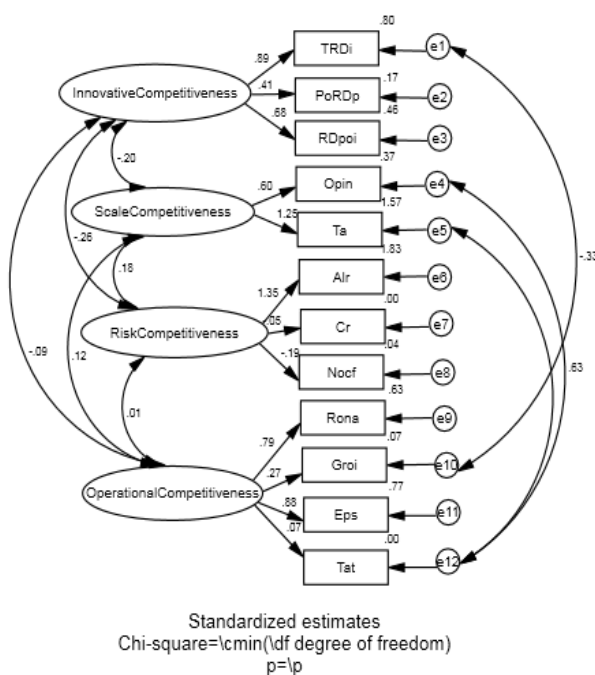 .80
TRDi
e1
.89
.17
InnovativeCompetitiveness
.41
PoRDp
e2
.46
.68
RDpoi
e3
.37
-.20
.60
Opin
e4
1.57
ScaleCompetitiveness
1.25
Ta
e5
1.83
-.26
.18
-.33
1.35
Alr
e6
.00
.05
Cr
e7
RiskCompetitiveness
.04
-.19
Nocf
e8
-.09
.12
.63
.63
.01
Rona
e9
.79
.07
Groi
e10
.27
.77
OperationalCompetitiveness
.88
Eps
e11
.07
.00
Tat
e12
Standardized estimates
Chi-square=\cmin(\df degree of freedom)
p=\p